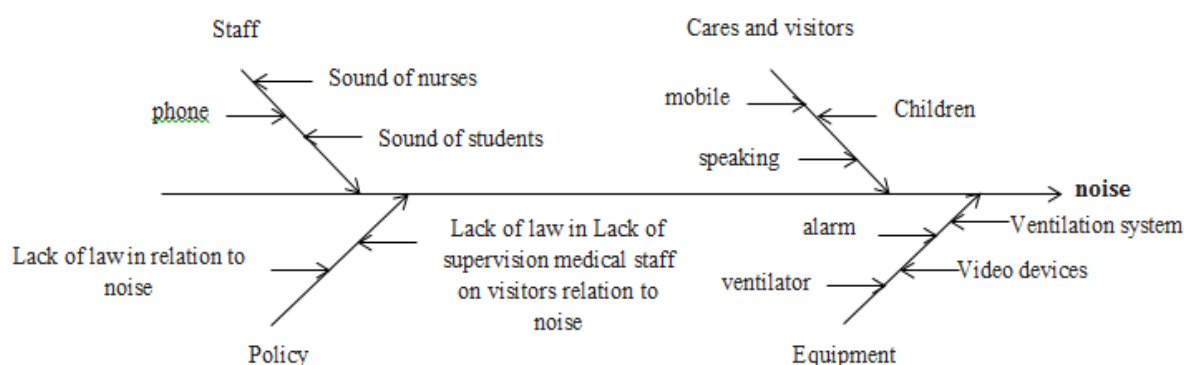 Staff
Cares and visitors
Sound of nurses
phone
Sound of students
mobile
Children
speaking
noise
Lack of law in relation to
noise
Lack of law in Lack of
supervision medical staff
on visitors relation to
noise
alarm
Ventilation system
Video devices
ventilator
Policy
Equipment